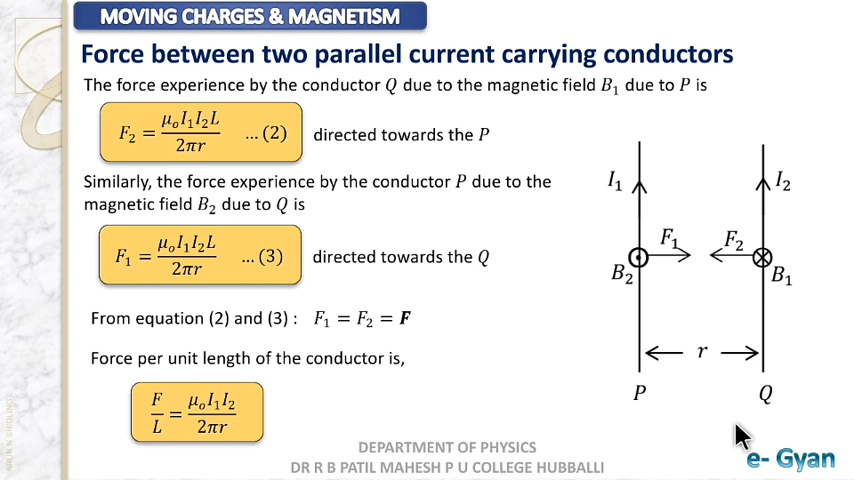 MOVING CHARGES & MAGNETISM
Force between two parallel current carrying conductors
The force experience by the conductor Q due to the magnetic field B₁ due to P is
F₂ = μₒI₁I₂L / 2πr ... (2) directed towards the P
Similarly, the force experience by the conductor P due to the
magnetic field B₂ due to Q is
F₁ = μₒI₁I₂L / 2πr ... (3) directed towards the Q
From equation (2) and (3) : F₁ = F₂ = F
Force per unit length of the conductor is,
F / L = μₒI₁I₂ / 2πr
I₁ I₂
F₁ F₂
B₂ B₁
r
P Q
DEPARTMENT OF PHYSICS
DR R B PATIL MAHESH P U COLLEGE HUBBALLI
e- Gyan